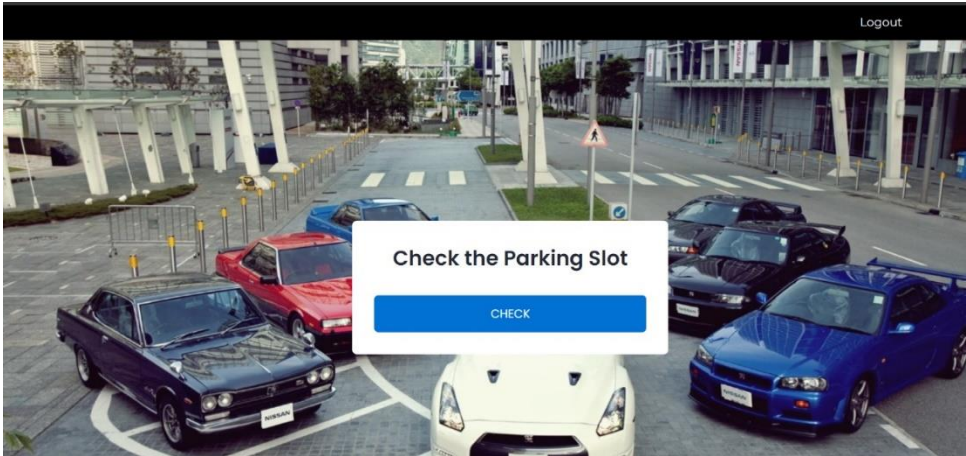 Logout
Check the Parking Slot
CHECK
NISSAN
NISSAN